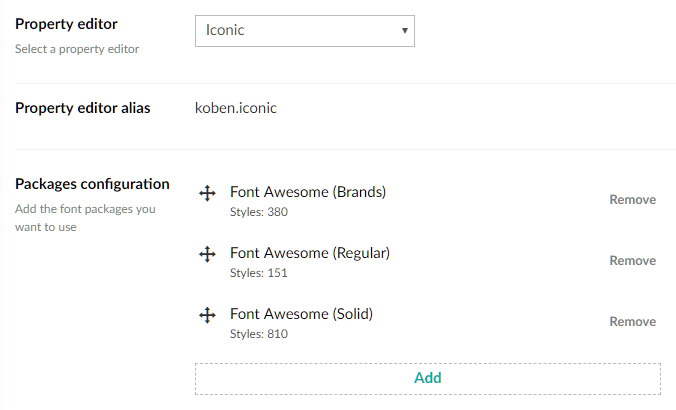 Property editor
Iconic
Select a property editor
Property editor alias
koben.iconic
Packages configuration
Add the font packages you
want to use
Font Awesome (Brands)
Styles: 380
Remove
Font Awesome (Regular)
Styles: 151
Remove
Font Awesome (Solid)
Styles: 810
Remove
Add